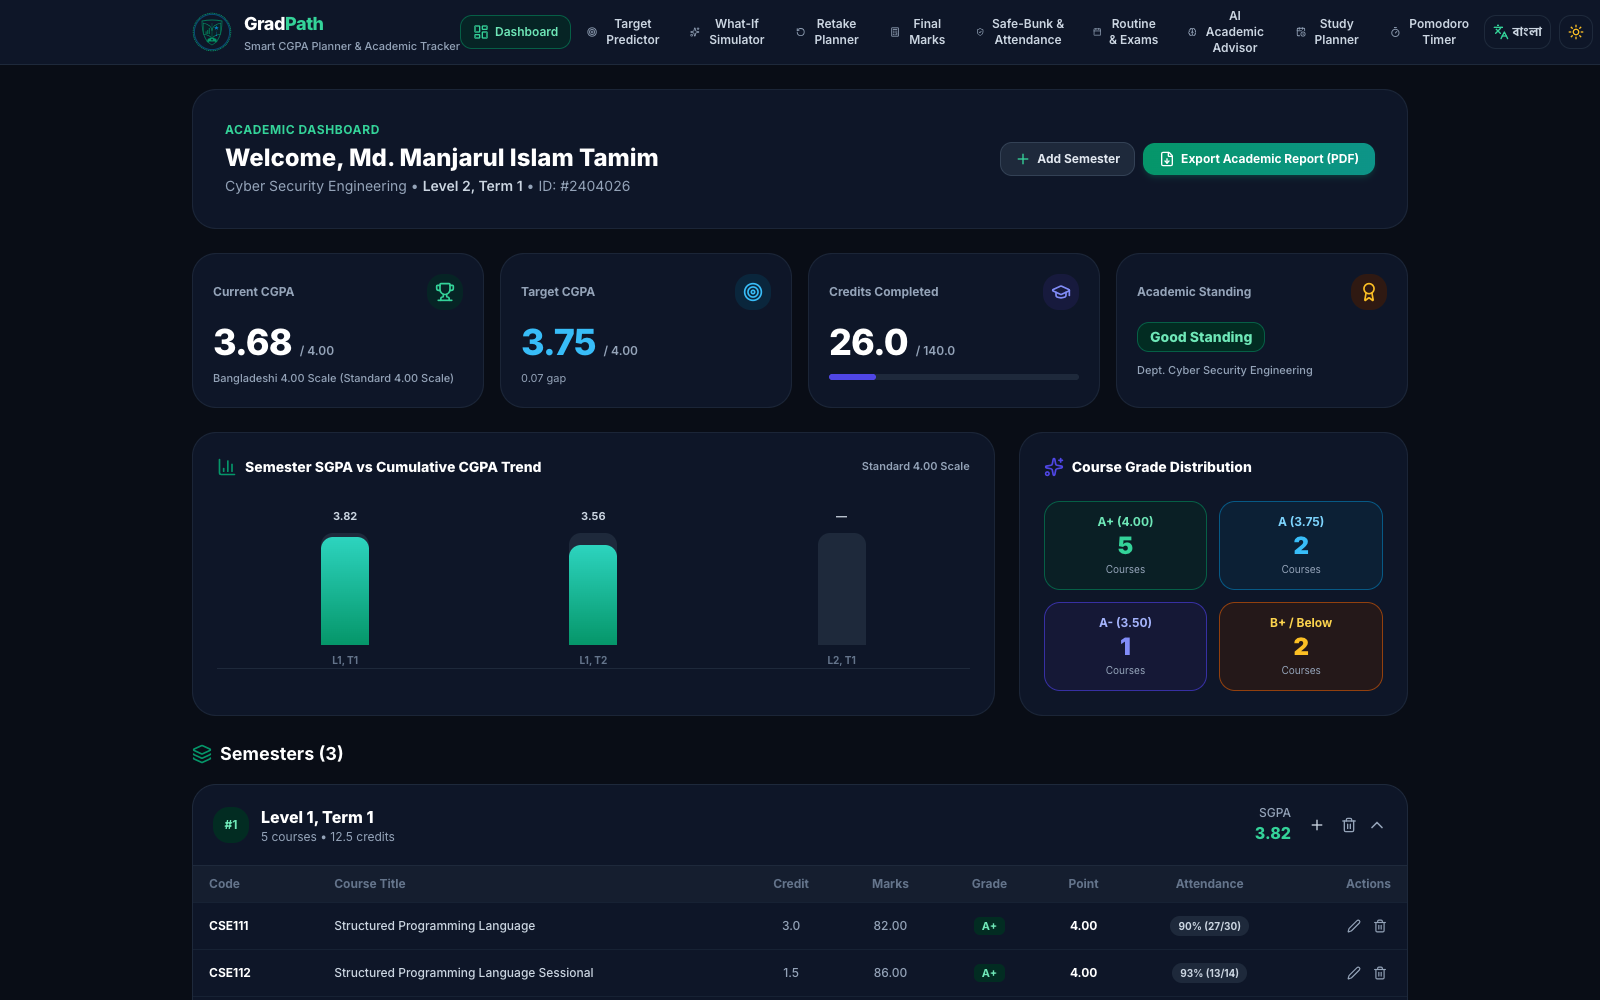 GradPath
Smart CGPA Planner & Academic Tracker
Dashboard
Target
Predictor
What-If
Simulator
Retake
Planner
Final
Marks
Safe-Bunk &
Attendance
Routine
& Exams
AI
Academic
Advisor
Study
Planner
Pomodoro
Timer
বাংলা
ACADEMIC DASHBOARD
Welcome, Md. Manjarul Islam Tamim
Cyber Security Engineering • Level 2, Term 1 • ID: #2404026
Add Semester
Export Academic Report (PDF)
Current CGPA
3.68 / 4.00
Bangladeshi 4.00 Scale (Standard 4.00 Scale)
Target CGPA
3.75 / 4.00
0.07 gap
Credits Completed
26.0 / 140.0
Academic Standing
Good Standing
Dept. Cyber Security Engineering
Semester SGPA vs Cumulative CGPA Trend
Standard 4.00 Scale
3.82
3.56
—
L1, T1
L1, T2
L2, T1
Course Grade Distribution
A+ (4.00)
5
Courses
A (3.75)
2
Courses
A- (3.50)
1
Courses
B+ / Below
2
Courses
Semesters (3)
#1
Level 1, Term 1
5 courses • 12.5 credits
SGPA
3.82
Code Course Title Credit Marks Grade Point Attendance Actions
CSE111 Structured Programming Language 3.0 82.00 A+ 4.00 90% (27/30)
CSE112 Structured Programming Language Sessional 1.5 86.00 A+ 4.00 93% (13/14)